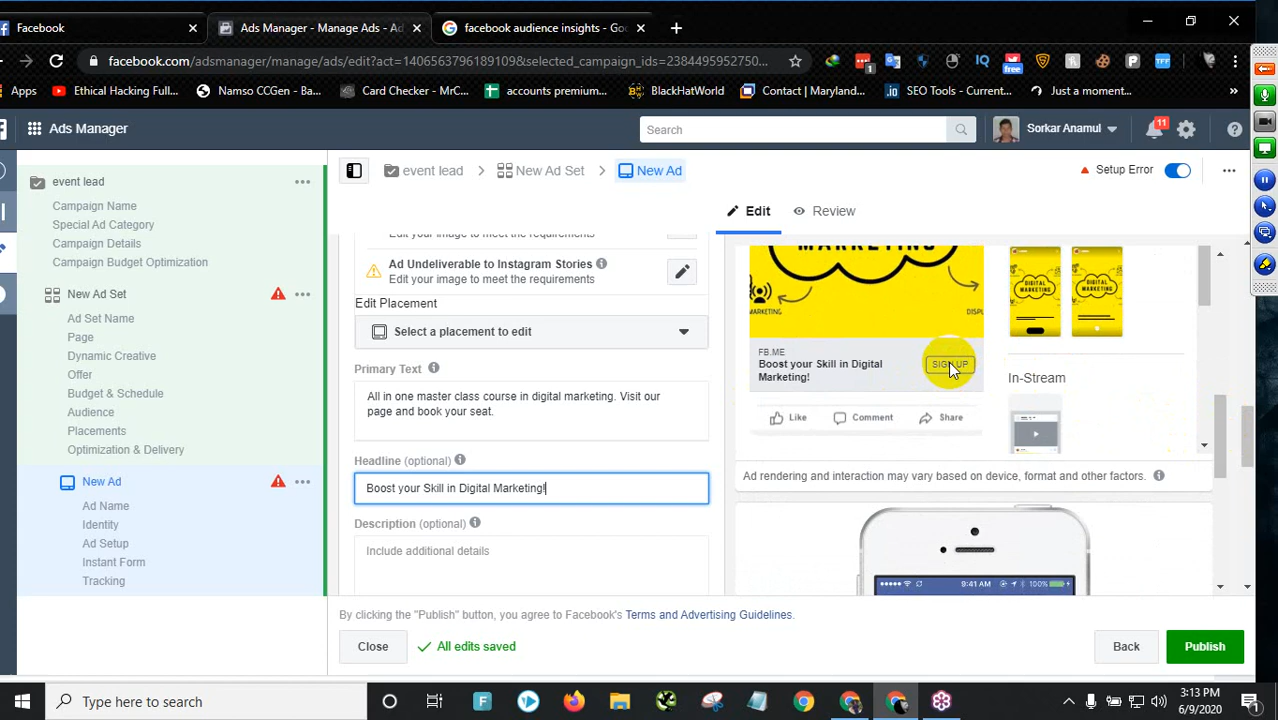 Facebook
Ads Manager - Manage Ads - Ad
facebook audience insights - Goo
facebook.com/adsmanager/manage/ads/edit?act=1406563796189109&selected_campaign_ids=2384495952750...
1
free
TFF
Apps
Ethical Hacking Full...
Namso CCGen - Ba...
Card Checker - MrC...
accounts premium...
BlackHatWorld
Contact | Maryland...
SEO Tools - Current...
Just a moment...
Ads Manager
Search
Sorkar Anamul
11
event lead
Campaign Name
Special Ad Category
Campaign Details
Campaign Budget Optimization
New Ad Set
Ad Set Name
Page
Dynamic Creative
Offer
Budget & Schedule
Audience
Placements
Optimization & Delivery
New Ad
Ad Name
Identity
Ad Setup
Instant Form
Tracking
event lead
New Ad Set
New Ad
Setup Error
Edit
Review
Edit your image to meet the requirements
Ad Undeliverable to Instagram Stories
Edit your image to meet the requirements
Edit Placement
Select a placement to edit
Primary Text
All in one master class course in digital marketing. Visit our
page and book your seat.
Headline (optional)
Boost your Skill in Digital Marketing!
Description (optional)
Include additional details
MARKETING
MARKETING
DISPL
FB.ME
Boost your Skill in Digital
Marketing!
SIGN UP
Like
Comment
Share
DIGITAL
MARKETING
DIGITAL
MARKETING
In-Stream
Ad rendering and interaction may vary based on device, format and other factors.
9:41 AM
100%
By clicking the "Publish" button, you agree to Facebook's Terms and Advertising Guidelines.
Close
All edits saved
Back
Publish
Type here to search
3:13 PM
6/9/2020
1